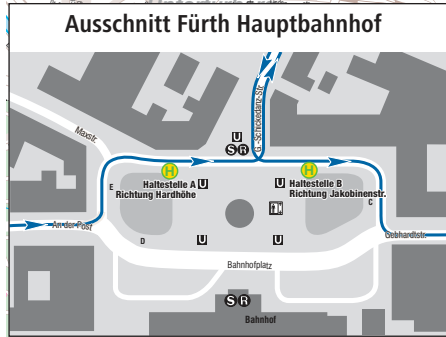 Ausschnitt Fürth Hauptbahnhof
G.-Schickedanz-Str.
Maxstr.
U
S R
H
H
E
Haltestelle A
Richtung Hardhöhe
U
U
Haltestelle B
Richtung Jakobinenstr.
C
An der Post
D
U
U
Gebhardtstr.
Bahnhofplatz
S R
Bahnhof